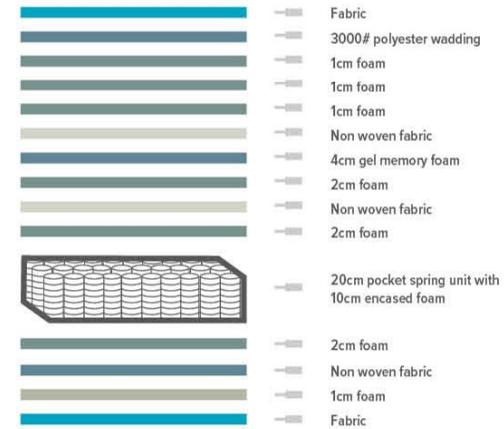 Fabric
3000# polyester wadding
1cm foam
1cm foam
1cm foam
Non woven fabric
4cm gel memory foam
2cm foam
Non woven fabric
2cm foam
20cm pocket spring unit with
10cm encased foam
2cm foam
Non woven fabric
1cm foam
Fabric